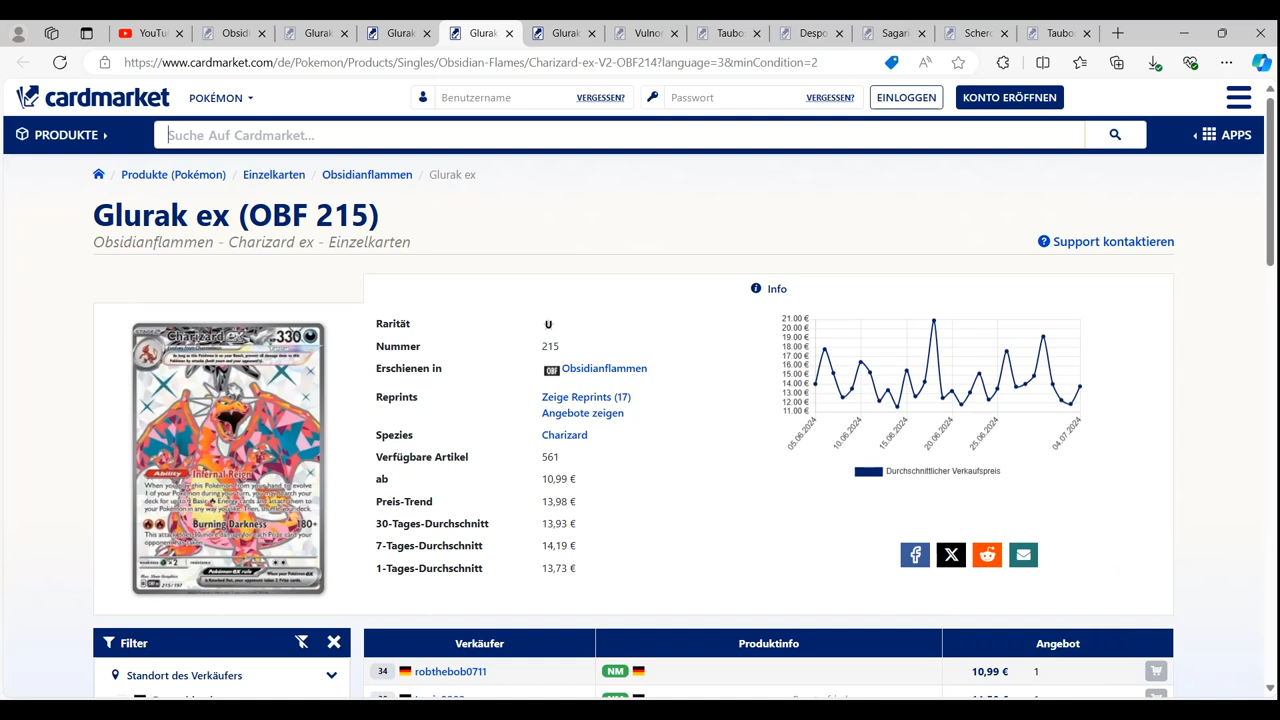 YouTu
Obsidi
Glurak
Glurak
Glurak
Glurak
Vulnor
Taubo
Despo
Sagan
Taubo
https://www.cardmarket.com/de/Pokemon/Products/Singles/Obsidian-Flames/Charizard-ex-V2-OBF214?language=3&minCondition=2
cardmarket
POKÉMON
Benutzername
VERGESSEN?
Passwort
VERGESSEN?
EINLOGGEN
KONTO ERÖFFNEN
PRODUKTE
Suche Auf Cardmarket...
APPS
Produkte (Pokémon) / Einzelkarten / Obsidianflammen / Glurak ex
Glurak ex (OBF 215)
Obsidianflammen - Charizard ex - Einzelkarten
Support kontaktieren
Info
Charizard ex 330
Ability Infernal Reign
Burning Darkness 180+
Pokémon ex rule
215/197
Rarität U
Nummer 215
Erschienen in OBF Obsidianflammen
Reprints Zeige Reprints (17)
Angebote zeigen
Spezies Charizard
Verfügbare Artikel 561
ab 10,99 €
Preis-Trend 13,98 €
30-Tages-Durchschnitt 13,93 €
7-Tages-Durchschnitt 14,19 €
1-Tages-Durchschnitt 13,73 €
21.00 €
20.00 €
19.00 €
18.00 €
17.00 €
16.00 €
15.00 €
14.00 €
13.00 €
12.00 €
11.00 €
05.06.2024
10.06.2024
15.06.2024
20.06.2024
25.06.2024
04.07.2024
Durchschnittlicher Verkaufspreis
Filter
Standort des Verkäufers
Verkäufer Produktinfo Angebot
34 robthebob0711 NM 10,99 € 1